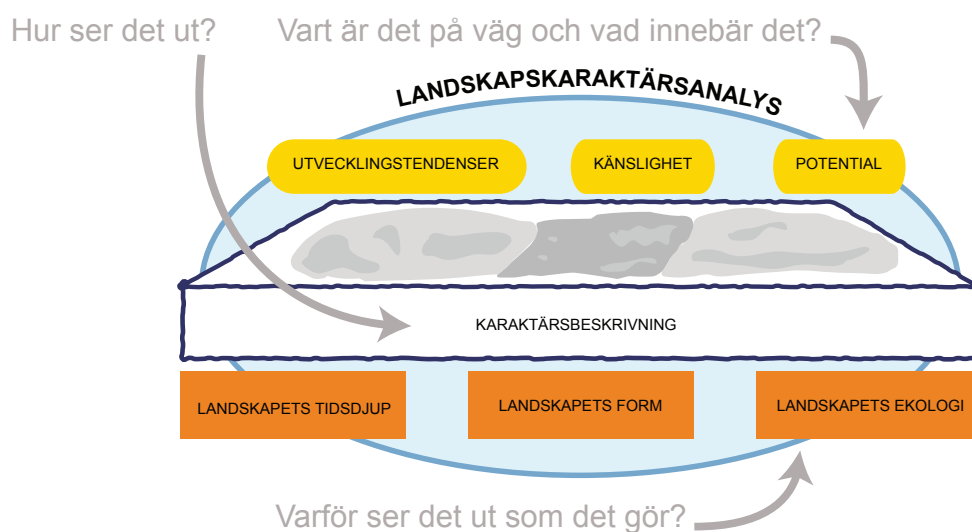 Hur ser det ut?
Vart är det på väg och vad innebär det?
LANDSKAPSKARAKTÄRSANALYS
UTVECKLINGSTENDENSER
KÄNSLIGHET
POTENTIAL
KARAKTÄRSBESKRIVNING
LANDSKAPETS TIDSDJUP
LANDSKAPETS FORM
LANDSKAPETS EKOLOGI
Varför ser det ut som det gör?